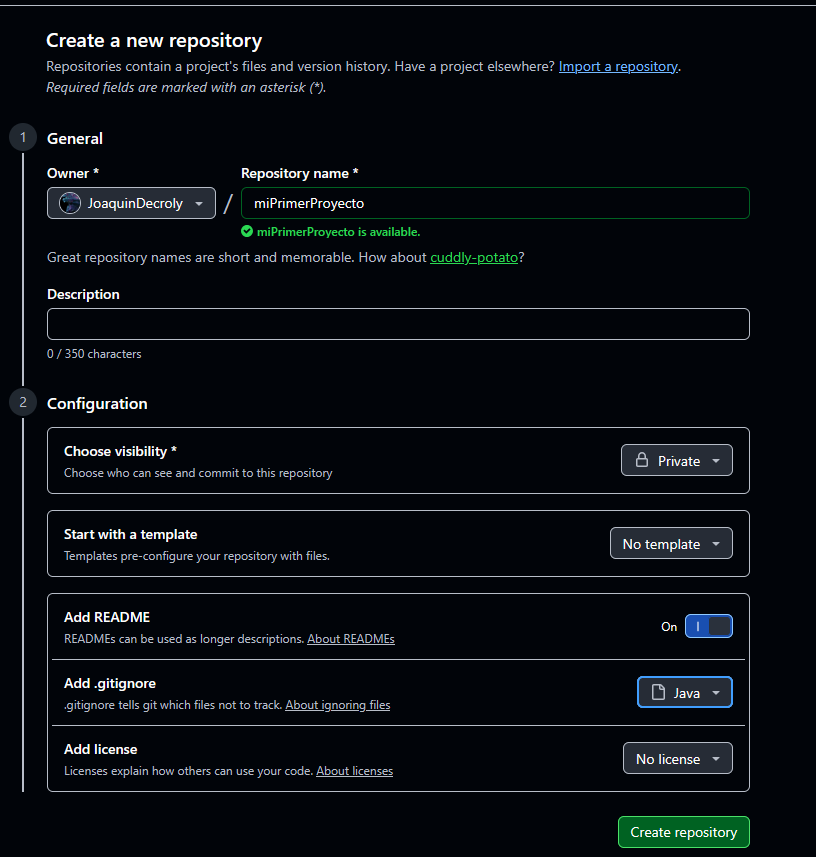 Create a new repository
Repositories contain a project's files and version history. Have a project elsewhere? Import a repository.
Required fields are marked with an asterisk (*).
1 General
Owner * Repository name *
JoaquinDecroly / miPrimerProyecto
miPrimerProyecto is available.
Great repository names are short and memorable. How about cuddly-potato?
Description
0 / 350 characters
2 Configuration
Choose visibility *
Choose who can see and commit to this repository
Private
Start with a template
Templates pre-configure your repository with files.
No template
Add README
READMEs can be used as longer descriptions. About READMEs
On
Add .gitignore
.gitignore tells git which files not to track. About ignoring files
Java
Add license
Licenses explain how others can use your code. About licenses
No license
Create repository